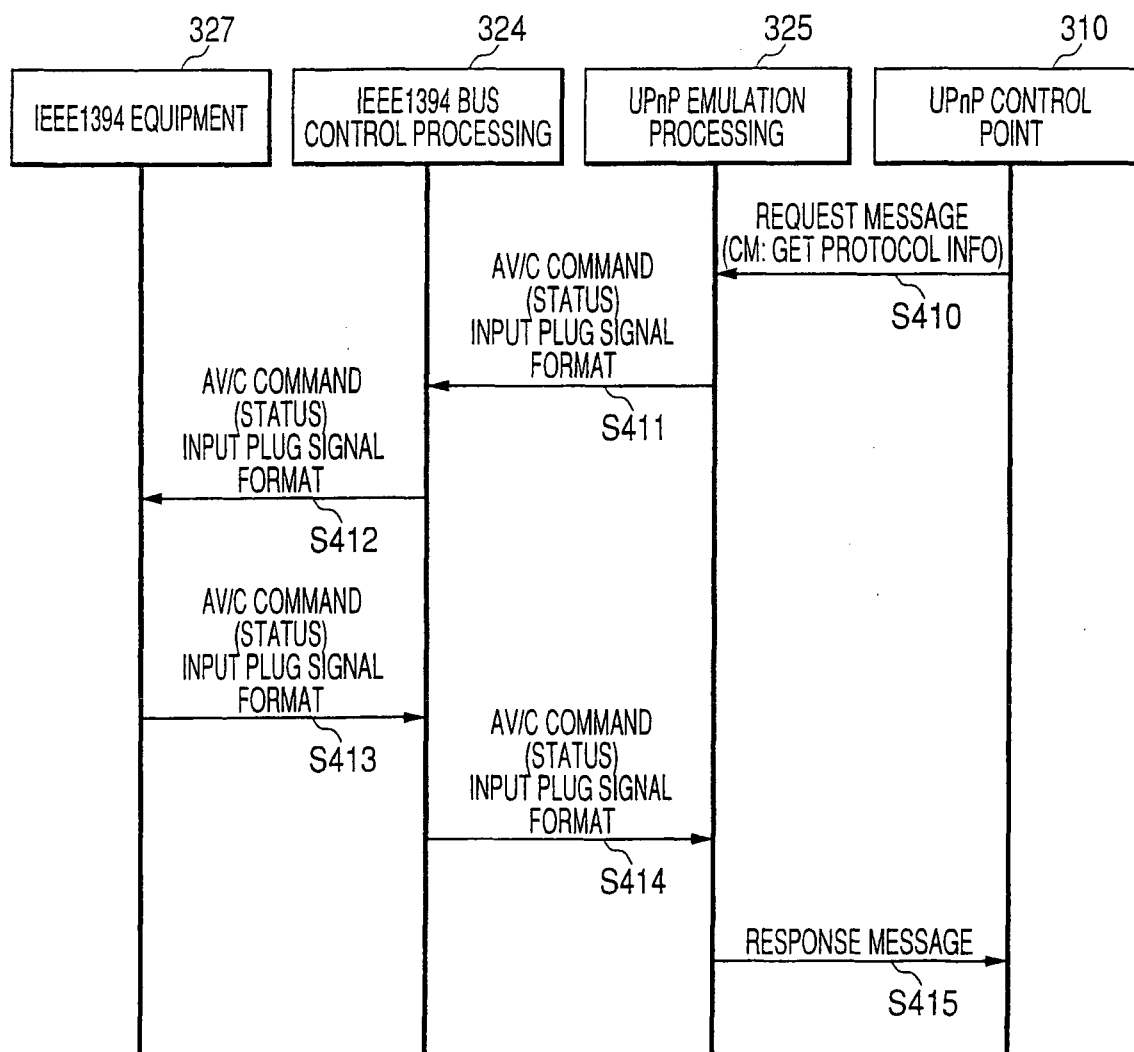 327
324
325
310
IEEE1394 EQUIPMENT
IEEE1394 BUS
CONTROL PROCESSING
UPnP EMULATION
PROCESSING
UPnP CONTROL
POINT
REQUEST MESSAGE
(CM: GET PROTOCOL INFO)
S410
AV/C COMMAND
(STATUS)
INPUT PLUG SIGNAL
FORMAT
S411
AV/C COMMAND
(STATUS)
INPUT PLUG SIGNAL
FORMAT
S412
AV/C COMMAND
(STATUS)
INPUT PLUG SIGNAL
FORMAT
S413
AV/C COMMAND
(STATUS)
INPUT PLUG SIGNAL
FORMAT
S414
RESPONSE MESSAGE
S415